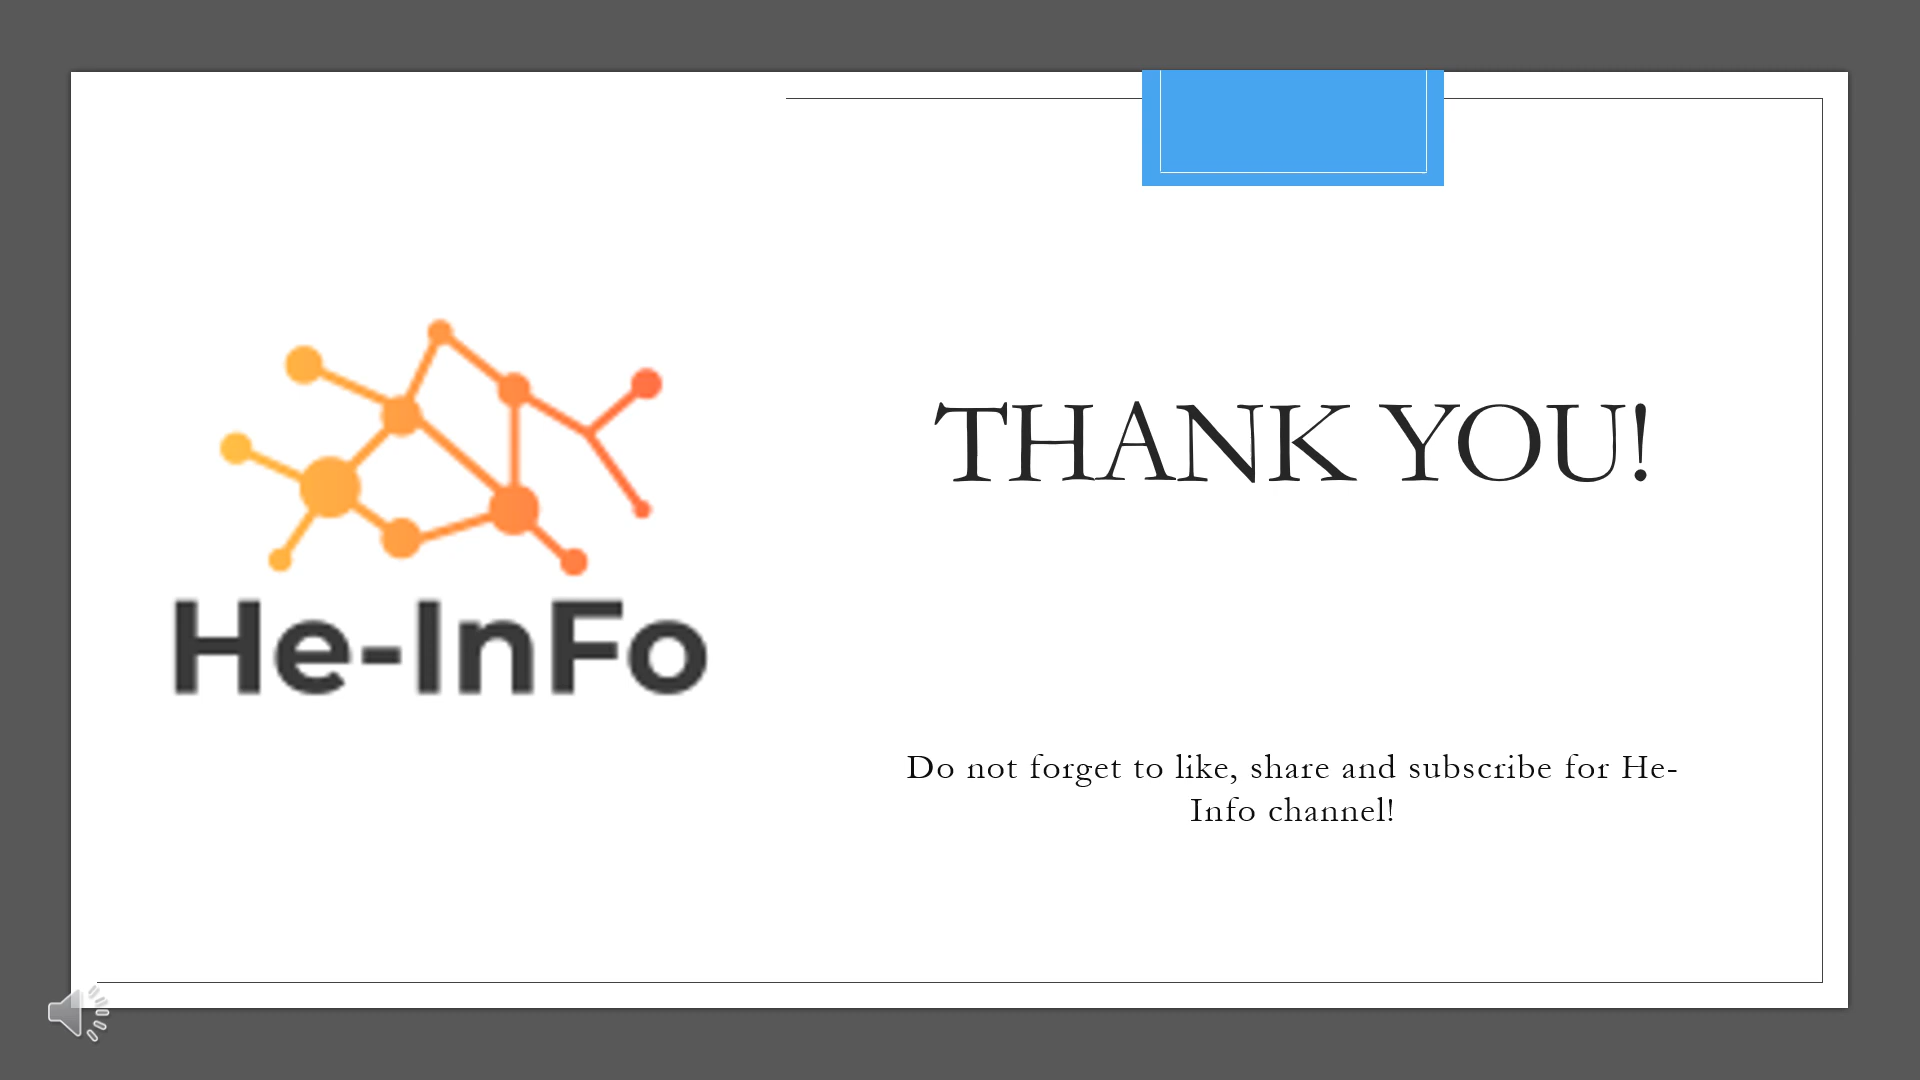 He-InFo
THANK YOU!
Do not forget to like, share and subscribe for He-
Info channel!